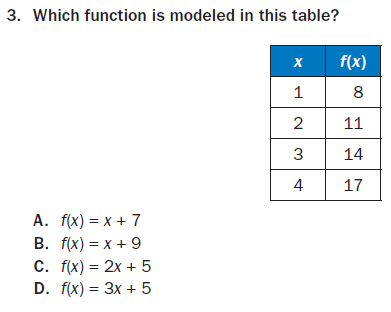 3. Which function is modeled in this table?
x f(x)
1 8
2 11
3 14
4 17
A. f(x) = x + 7
B. f(x) = x + 9
C. f(x) = 2x + 5
D. f(x) = 3x + 5